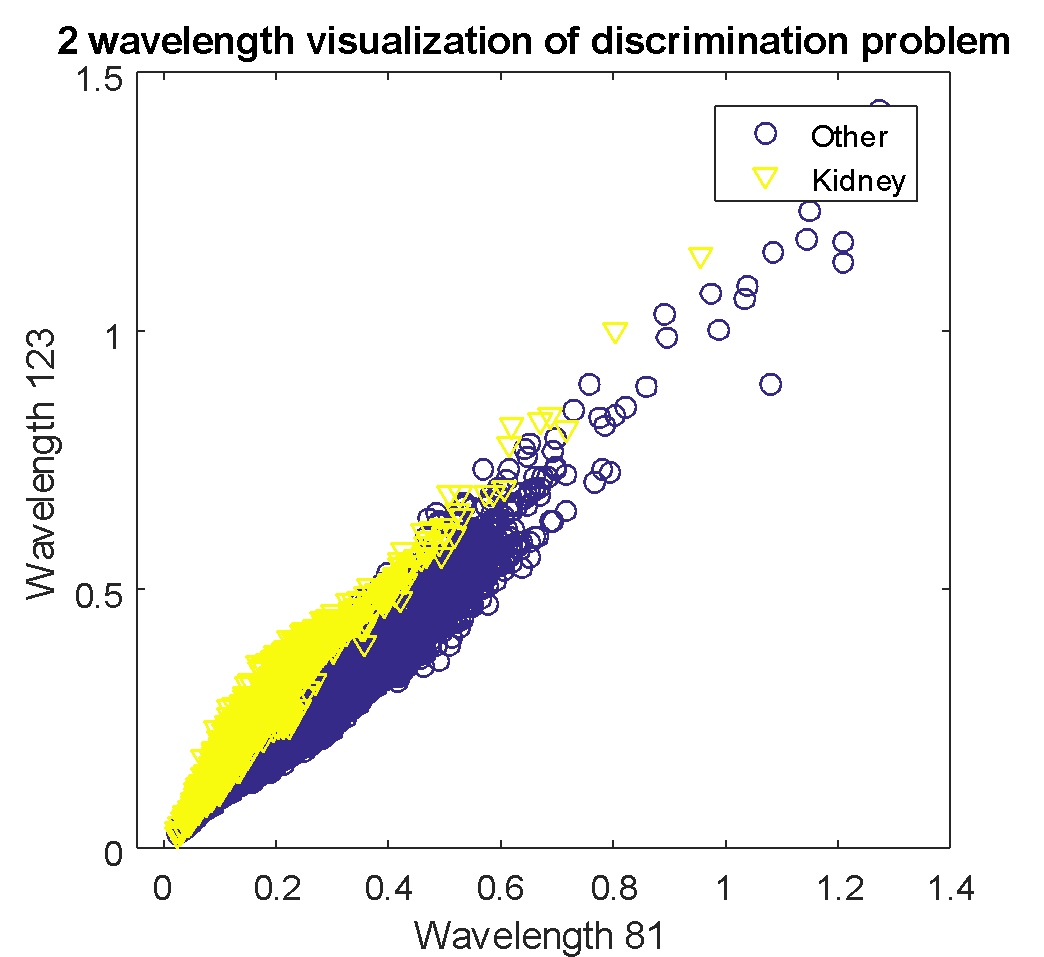 2 wavelength visualization of discrimination problem
1.5
Other
Kidney
1
Wavelength 123
0.5
0
0 0.2 0.4 0.6 0.8 1 1.2 1.4
Wavelength 81